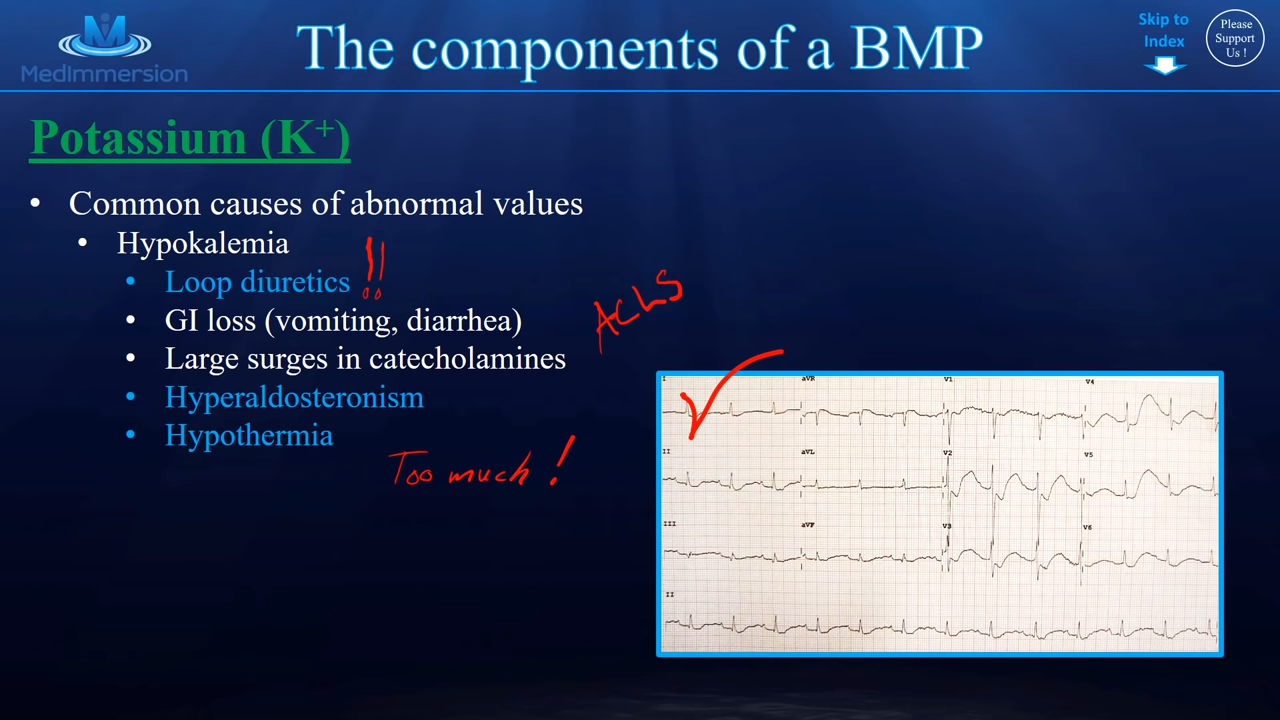 MedImmersion
The components of a BMP
Skip to
Index
Please
Support
Us !
Potassium (K+)
• Common causes of abnormal values
• Hypokalemia
• Loop diuretics !!
• GI loss (vomiting, diarrhea)
ACLS
• Large surges in catecholamines
• Hyperaldosteronism
• Hypothermia
Too much !
I aVR V1 V4
II aVL V2 V5
III aVF V3 V6
II